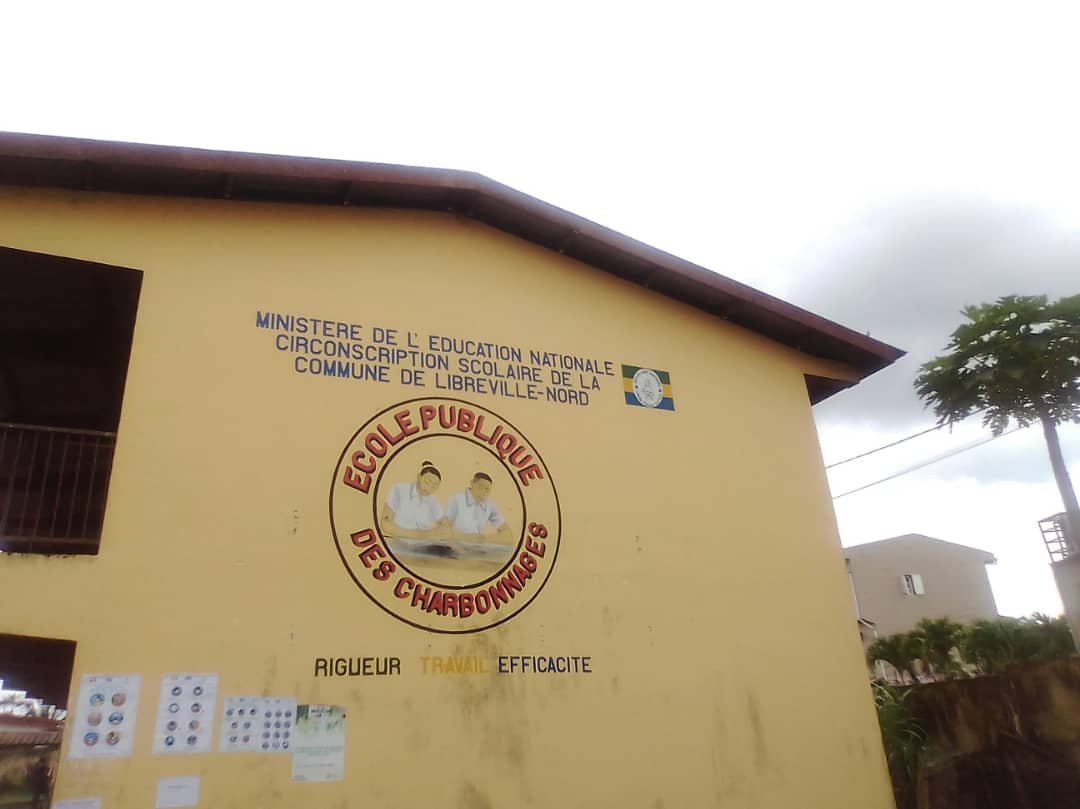 MINISTERE DE L' EDUCATION NATIONALE
CIRCONSCRIPTION SCOLAIRE DE LA
COMMUNE DE LIBREVILLE-NORD
ECOLE PUBLIQUE
DES CHARBONNAGES
RIGUEUR TRAVAIL EFFICACITE